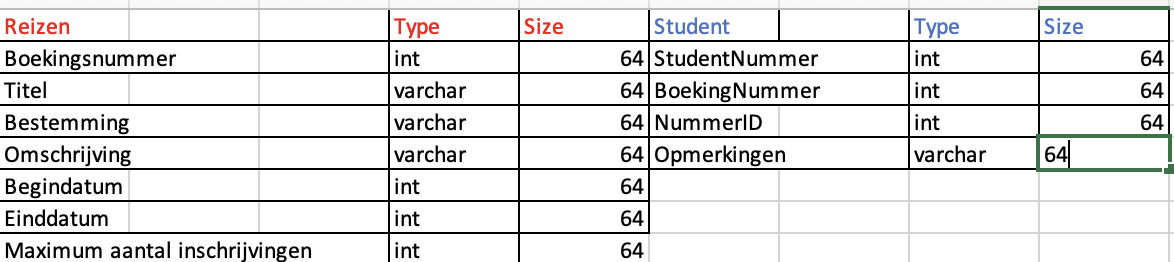 Reizen Type Size Student Type Size
Boekingsnummer int 64 StudentNummer int 64
Titel varchar 64 BoekingNummer int 64
Bestemming varchar 64 NummerID int 64
Omschrijving varchar 64 Opmerkingen varchar 64
Begindatum int 64
Einddatum int 64
Maximum aantal inschrijvingen int 64